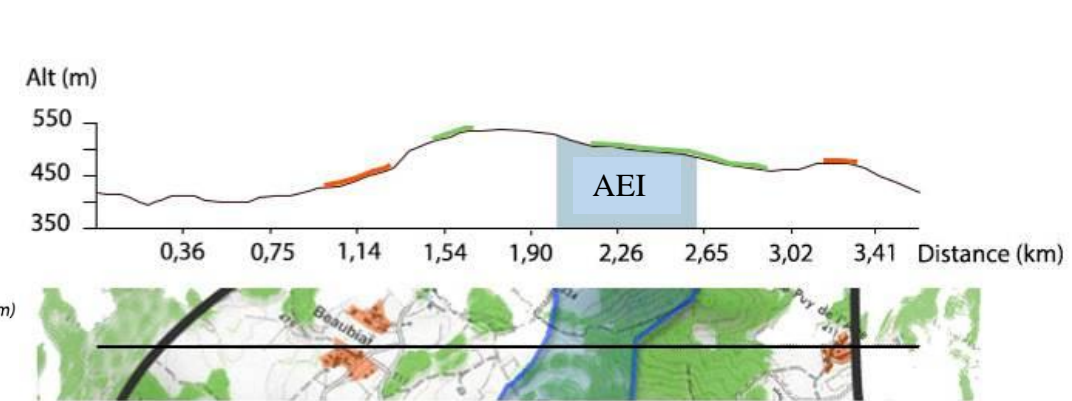 Alt (m)
550
450
350
AEI
0,36 0,75 1,14 1,54 1,90 2,26 2,65 3,02 3,41 Distance (km)
m)
Beaubiat
Puy de